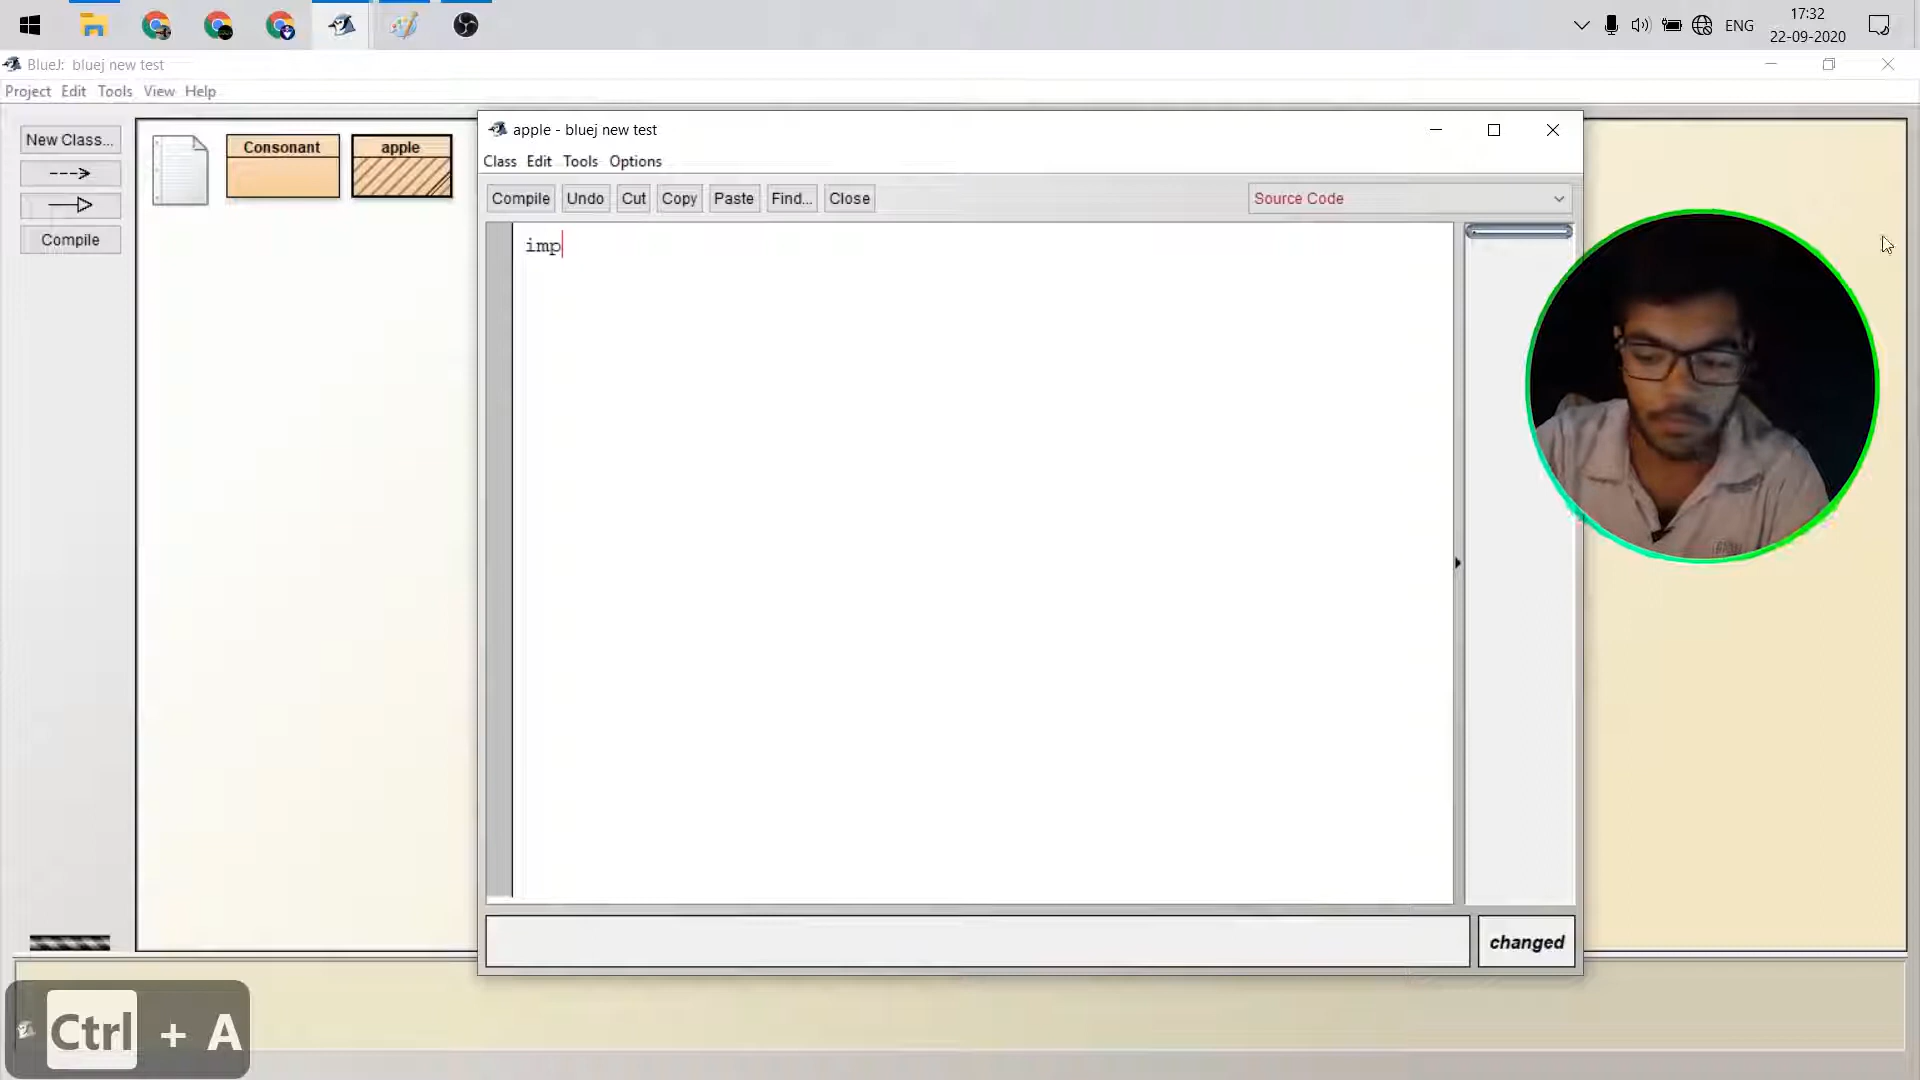 ENG
17:32
22-09-2020
BlueJ: bluej new test
Project Edit Tools View Help
New Class...
Compile
Consonant
apple
apple - bluej new test
Class Edit Tools Options
Compile Undo Cut Copy Paste Find... Close
Source Code
imp
changed
Ctrl + A